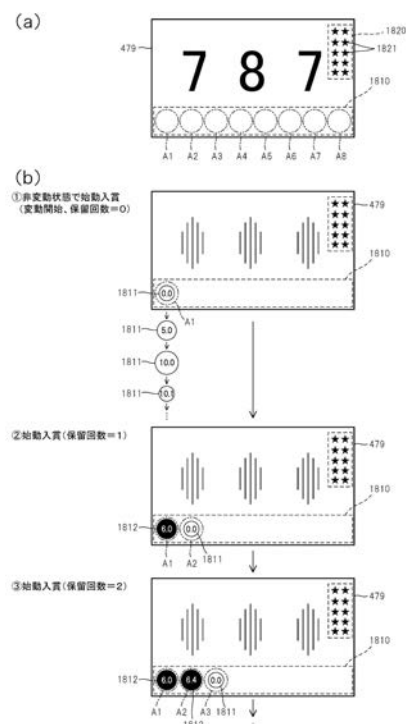 (a)
479
7 8 7
1820
1821
1810
A1 A2 A3 A4 A5 A6 A7 A8
(b)
①非変動状態で始動入賞
(変動開始、保留回数=0)
479
1810
1811 0.0
A1
1811 5.0
1811 10.0
1811 10.1
②始動入賞(保留回数=1)
479
1810
1812 6.0 0.0
A1 A2 1811
③始動入賞(保留回数=2)
479
1810
1812 6.0 6.4 0.0
A1 A2 A3 1811
1812